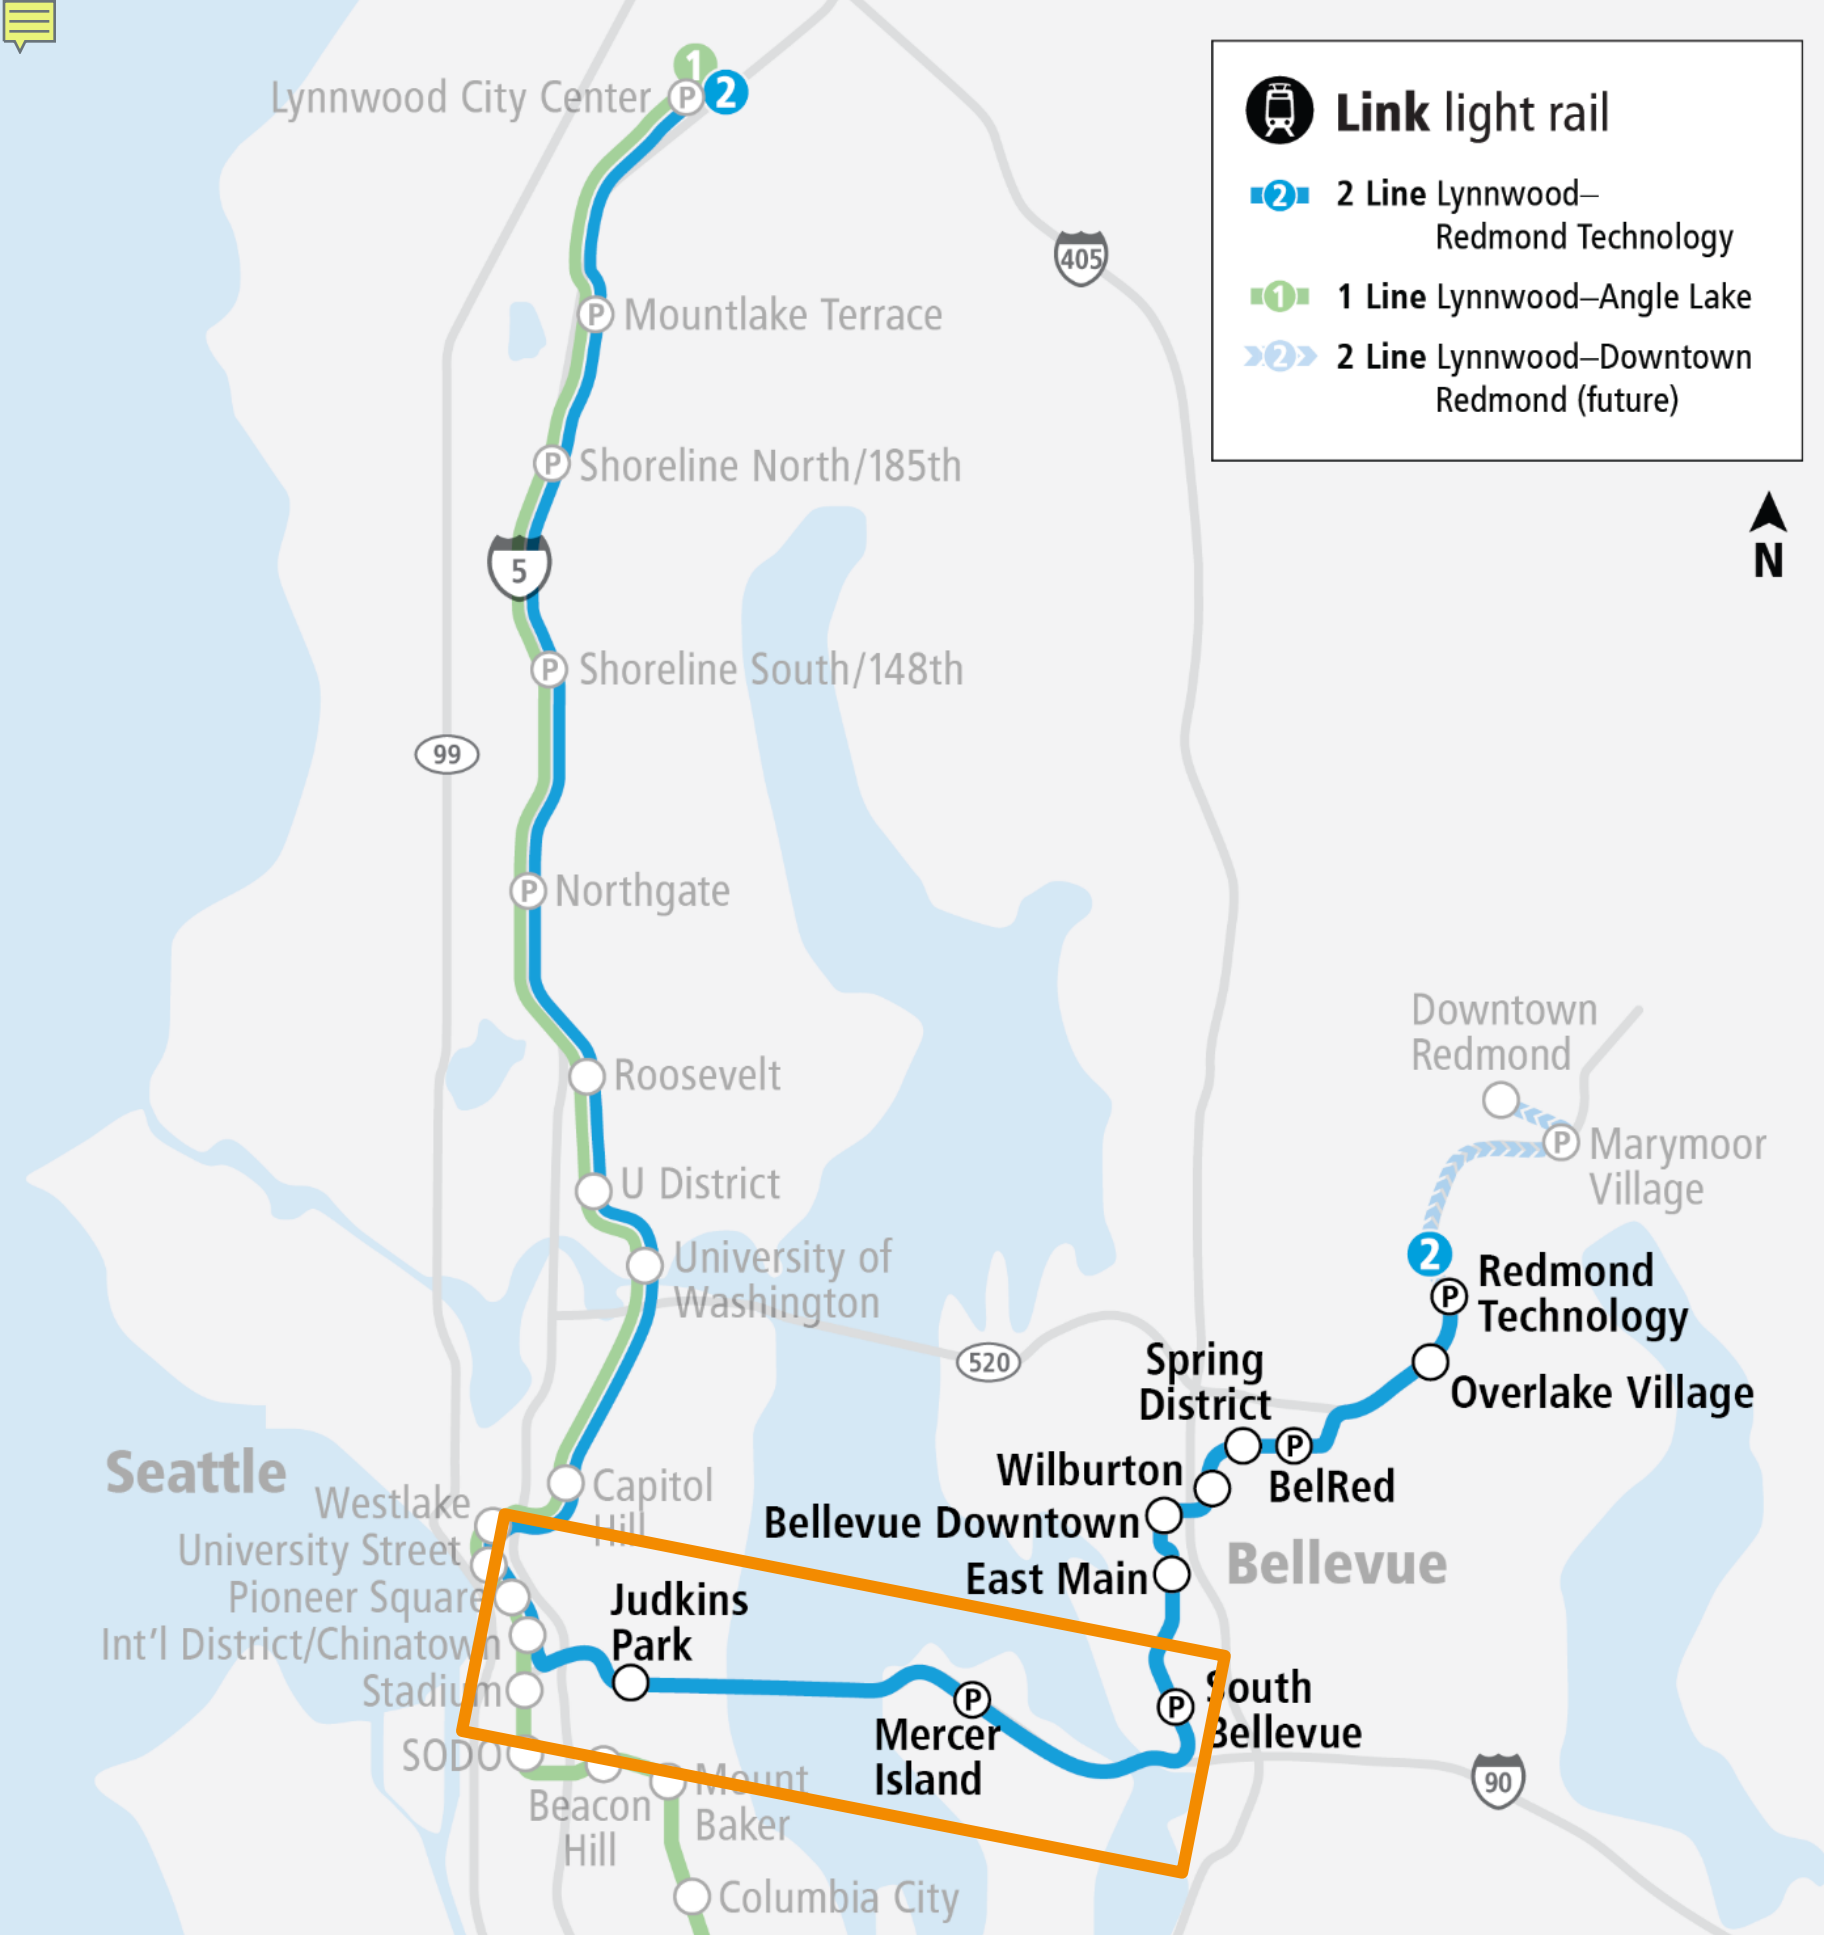 1
Lynnwood City Center P 2
Link light rail
2 2 Line Lynnwood–
Redmond Technology
1 1 Line Lynnwood–Angle Lake
2 2 Line Lynnwood–Downtown
Redmond (future)
N
405
P Mountlake Terrace
P Shoreline North/185th
5
P Shoreline South/148th
99
P Northgate
Roosevelt
U District
University of
Washington
520
Downtown
Redmond
P Marymoor
Village
2
P Redmond
Technology
Overlake Village
Spring
District
P
BelRed
Wilburton
Bellevue Downtown
East Main
Bellevue
Seattle
Capitol
Hill
Westlake
University Street
Pioneer Square
Int'l District/Chinatown
Stadium
SODO
Judkins
Park
P
Mercer
Island
P South
Bellevue
90
Beacon
Hill
Mount
Baker
Columbia City